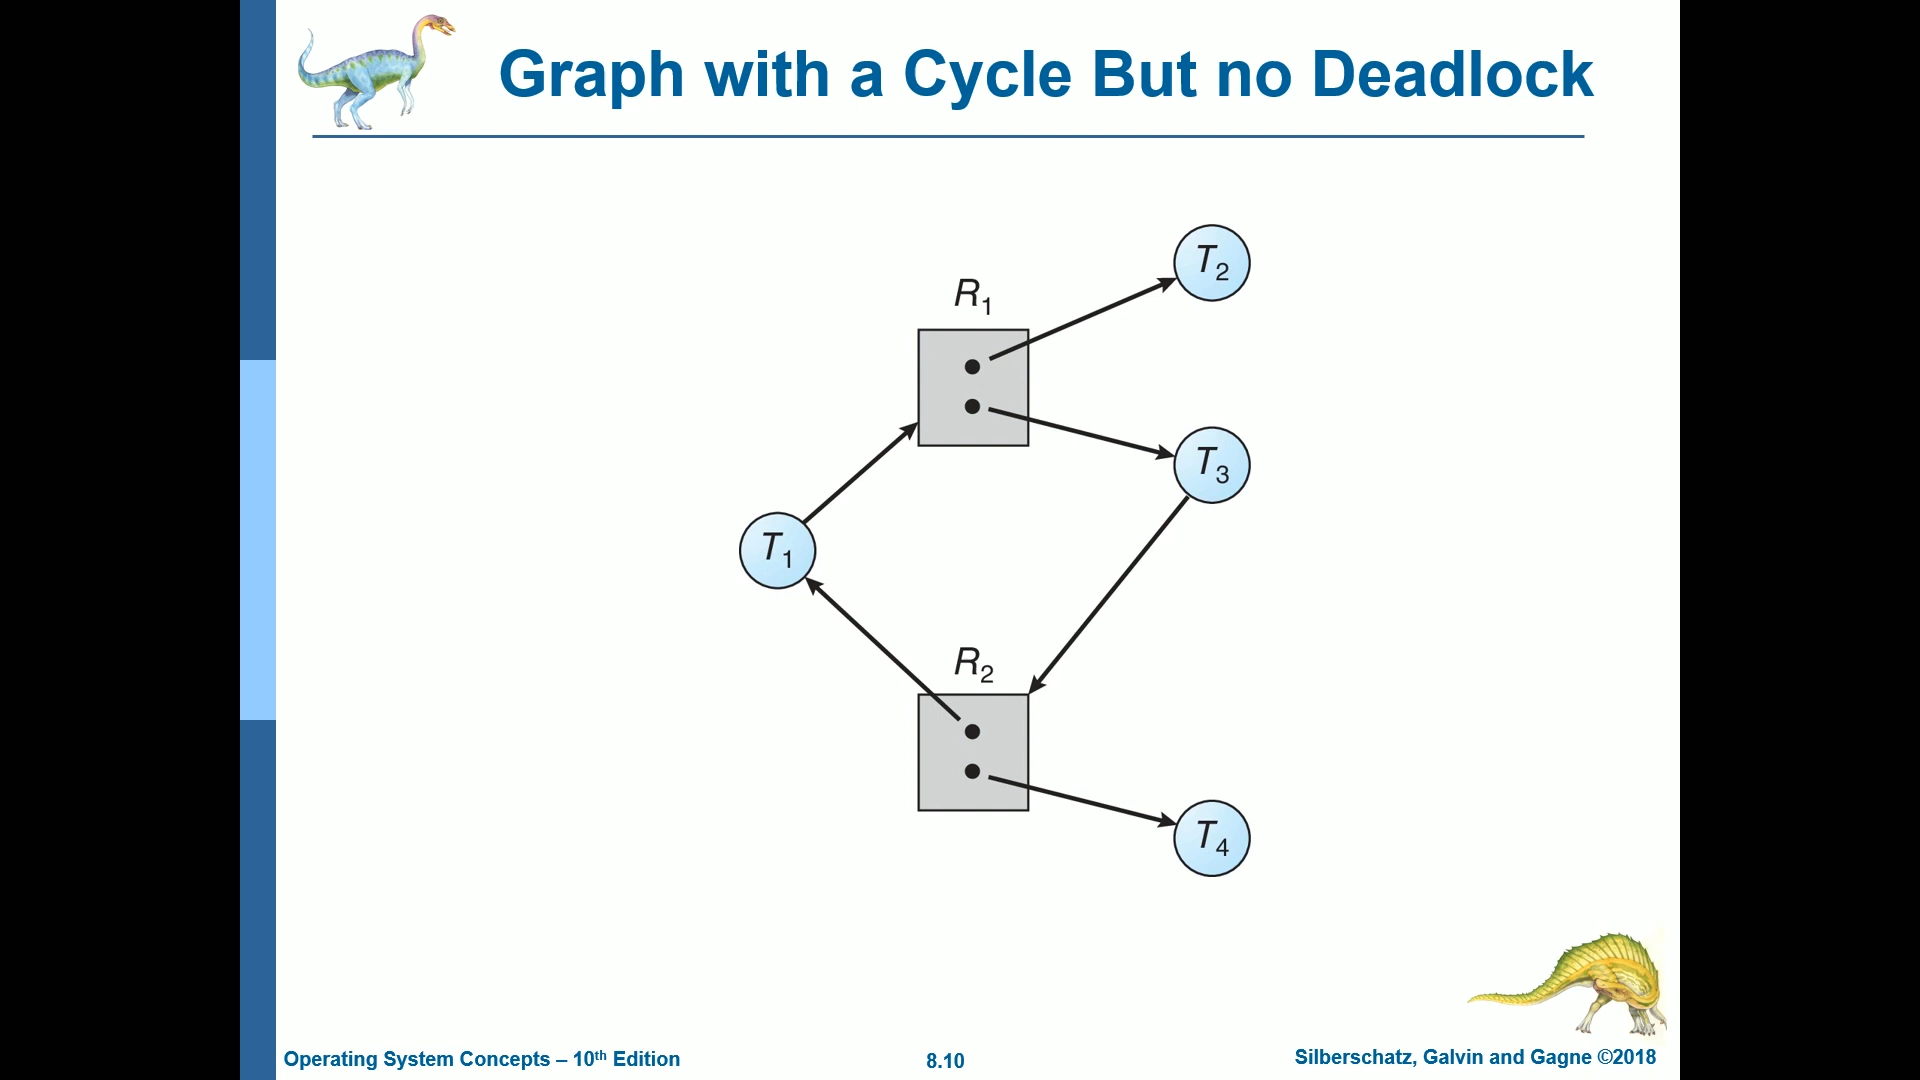 Graph with a Cycle But no Deadlock
T2
R1
T3
T1
R2
T4
Operating System Concepts – 10th Edition
8.10
Silberschatz, Galvin and Gagne ©2018